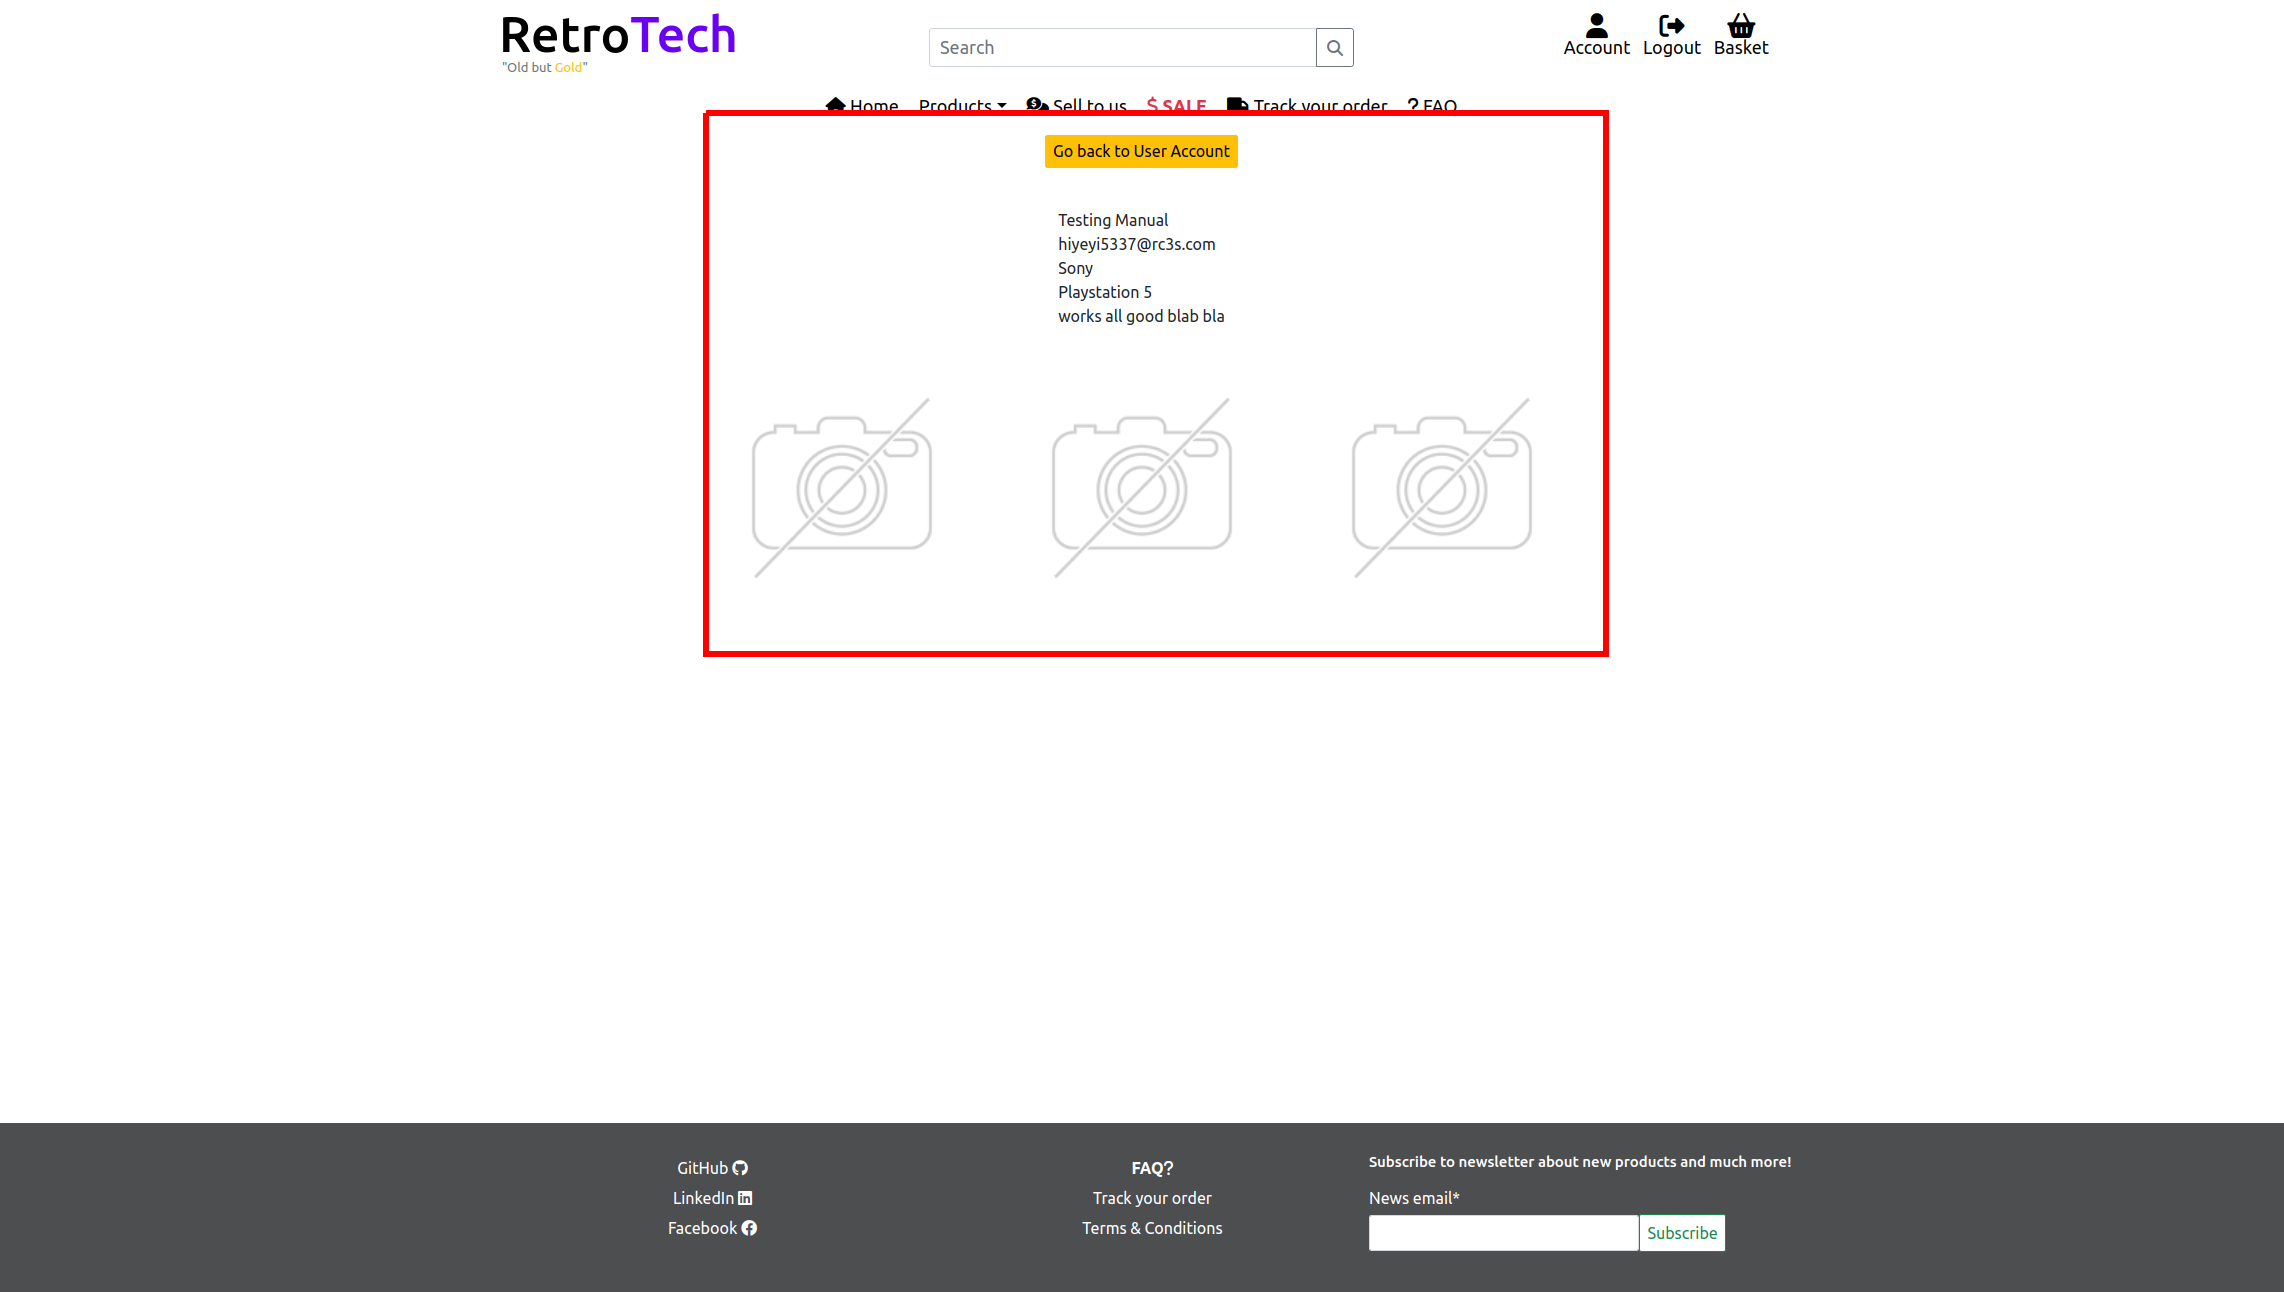 RetroTech
"Old but Gold"
Search
Account Logout Basket
Home Products Sell to us $ SALE Track your order ? FAQ
Go back to User Account
Testing Manual
hiyeyi5337@rc3s.com
Sony
Playstation 5
works all good blab bla
GitHub
LinkedIn
Facebook
FAQ?
Track your order
Terms & Conditions
Subscribe to newsletter about new products and much more!
News email*
Subscribe